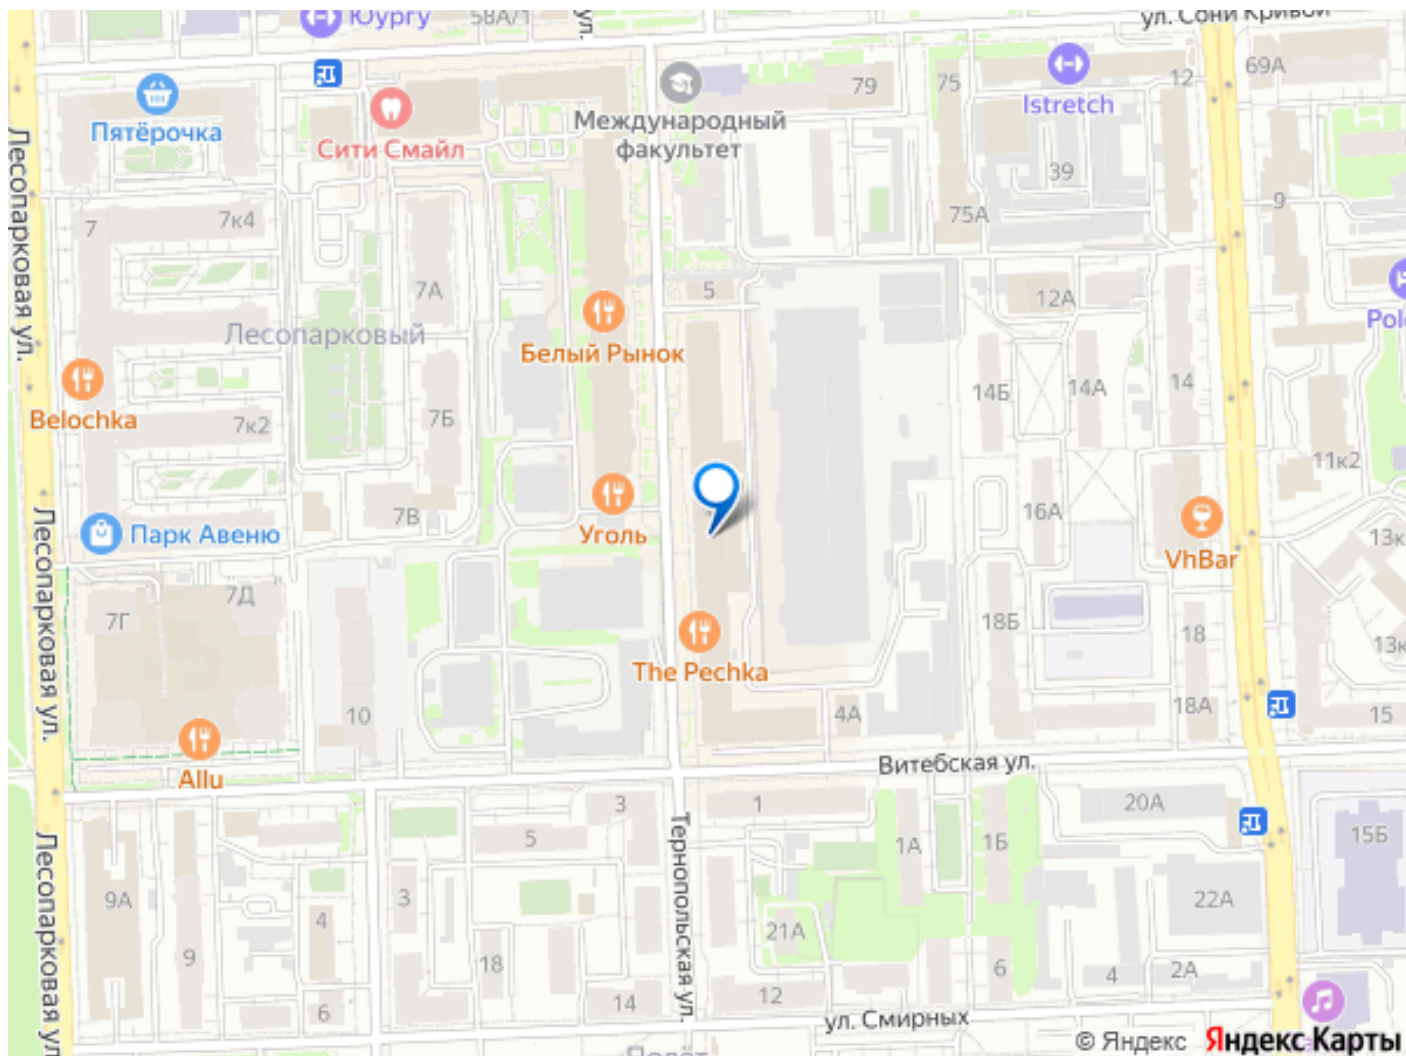 Юургу
58А/1
ул.
ул. Сони Кривой
Пятёрочка
Сити Смайл
Международный
факультет
79
75
Istretch
12
69А
39
75А
9
7
7к4
7А
5
12А
Лесопарковая ул.
Лесопарковый
Белый Рынок
Belochka
7к2
7Б
14Б
14А
14
11к2
7В
Уголь
16А
VhBar
Парк Авеню
13к
7Г
7Д
The Pechka
18Б
18
13к
Лесопарковая ул.
10
4А
18А
15
Allu
Витебская ул.
3
1
20А
5
1А
1Б
15Б
Тернопольская ул.
Лесопарковая ул.
9А
3
4
22А
21А
9
18
6
4
2А
6
14
12
ул. Смирных
Полёт
© Яндекс Яндекс Карты